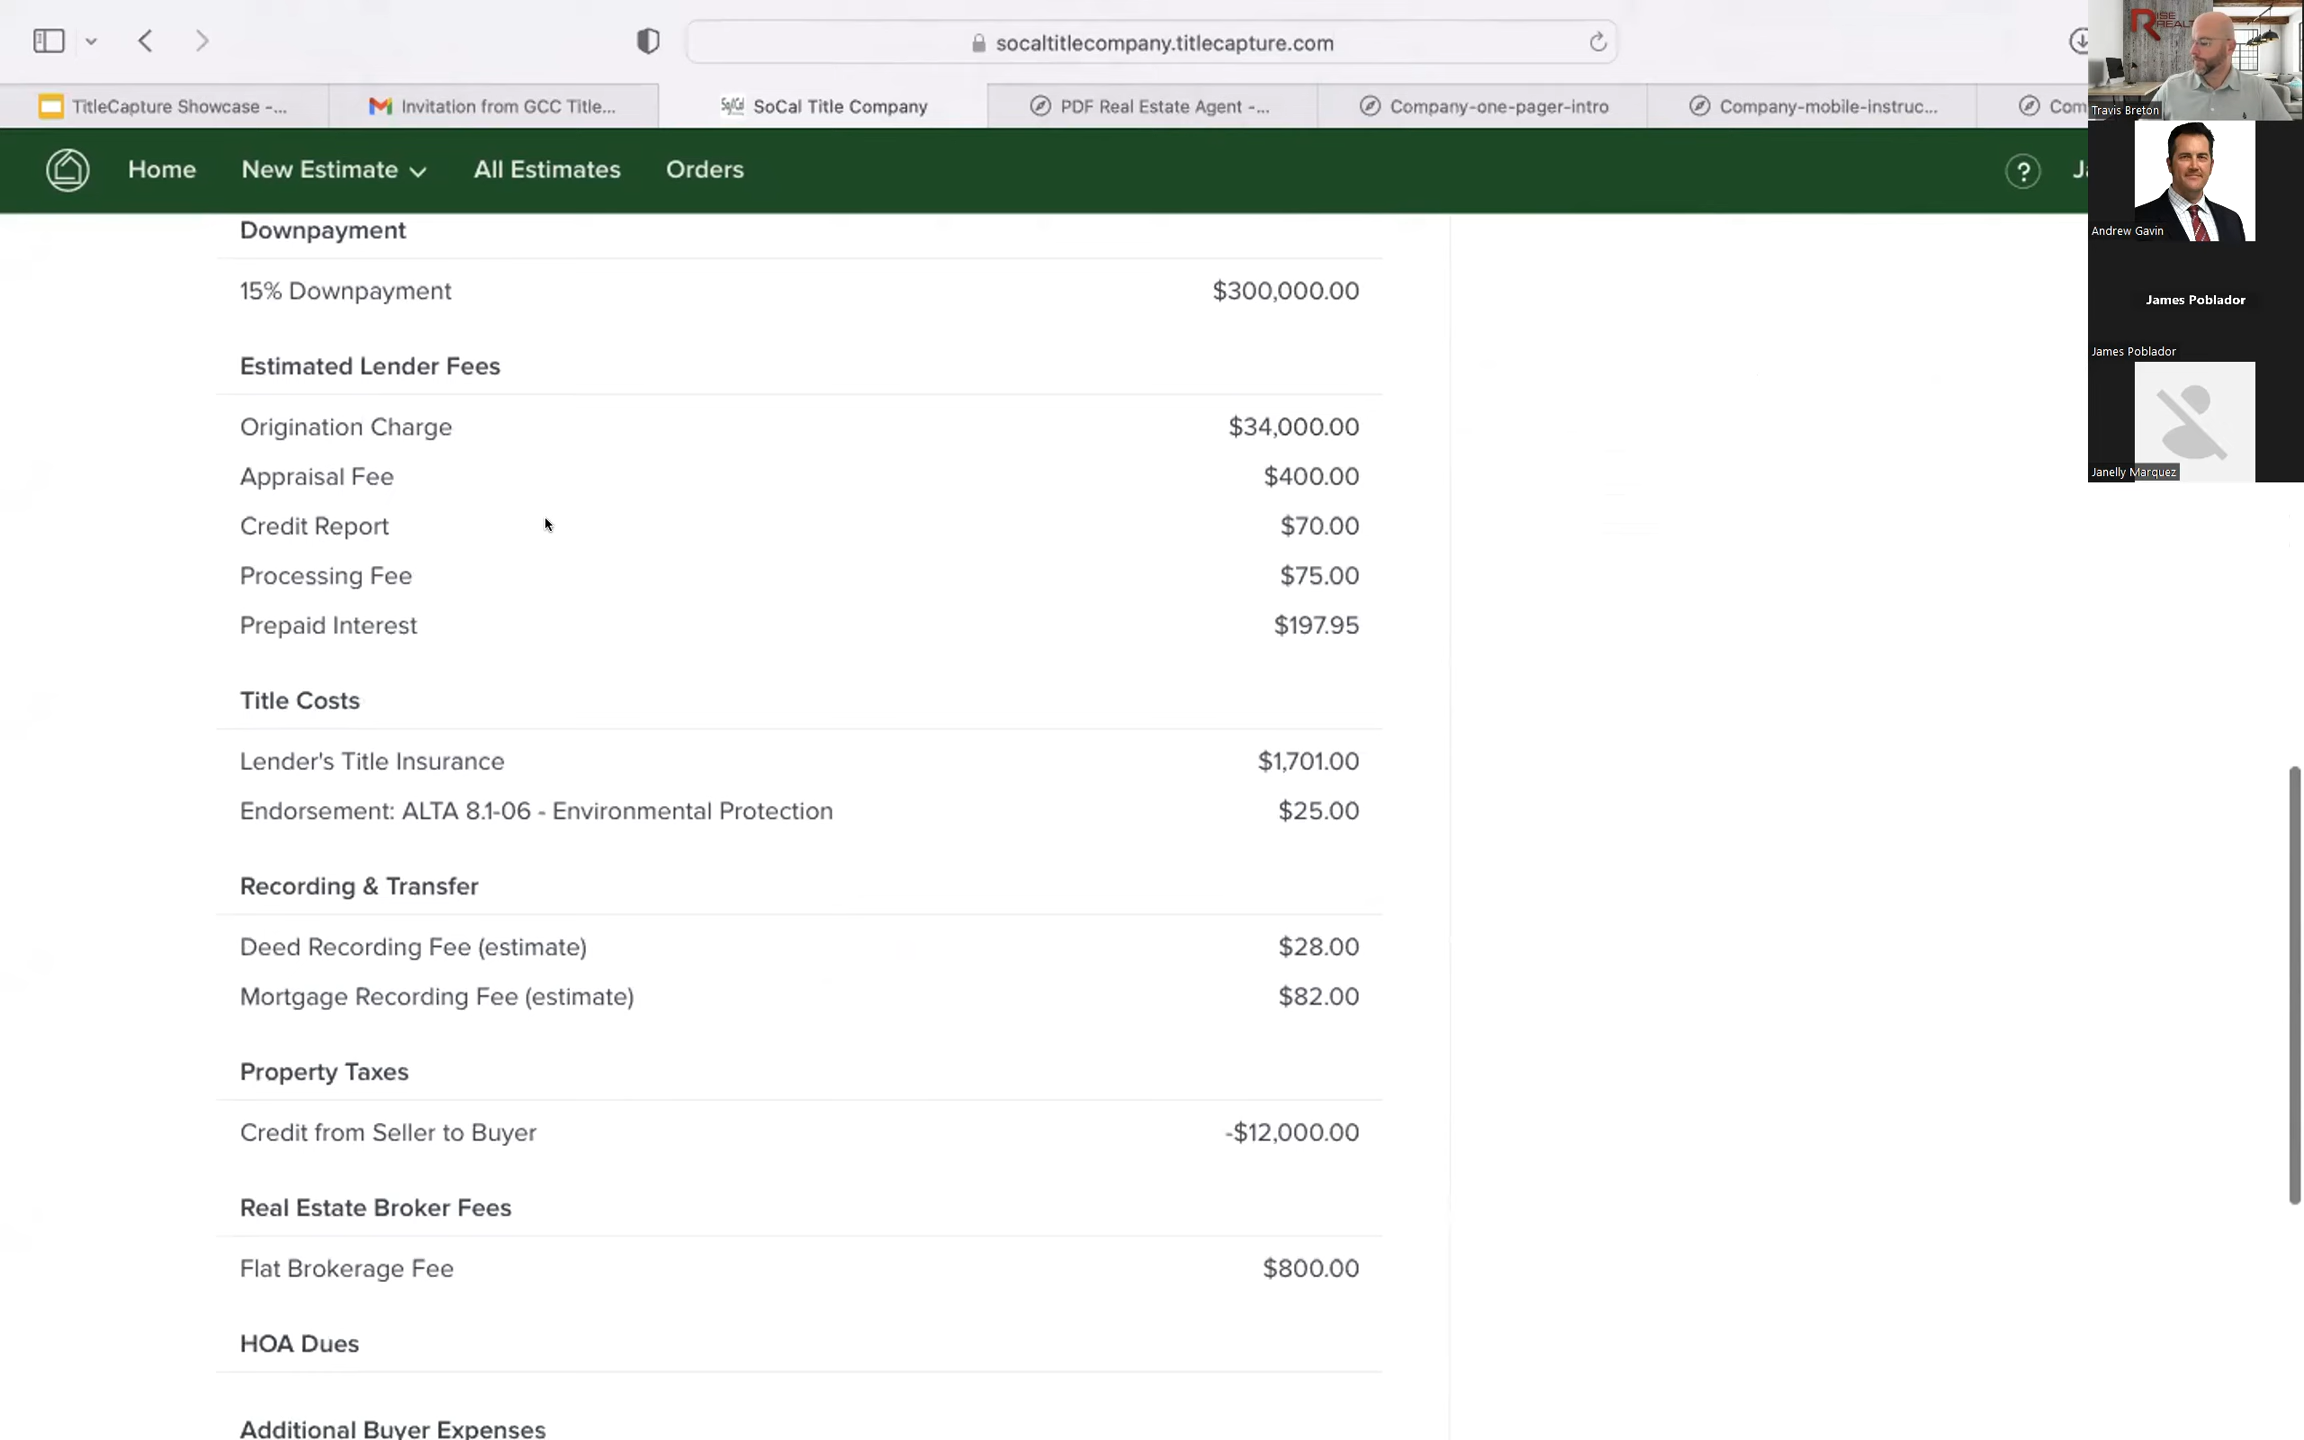 socaltitlecompany.titlecapture.com
TitleCapture Showcase -...
Invitation from GCC Title...
So/Cal
SoCal Title Company
PDF Real Estate Agent -...
Company-one-pager-intro
Company-mobile-instruc...
Com
Home
New Estimate
All Estimates
Orders
?
Ja
Downpayment
15% Downpayment $300,000.00
Estimated Lender Fees
Origination Charge $34,000.00
Appraisal Fee $400.00
Credit Report $70.00
Processing Fee $75.00
Prepaid Interest $197.95
Title Costs
Lender's Title Insurance $1,701.00
Endorsement: ALTA 8.1-06 - Environmental Protection $25.00
Recording & Transfer
Deed Recording Fee (estimate) $28.00
Mortgage Recording Fee (estimate) $82.00
Property Taxes
Credit from Seller to Buyer -$12,000.00
Real Estate Broker Fees
Flat Brokerage Fee $800.00
HOA Dues
Additional Buyer Expenses
Travis Breton
Andrew Gavin
James Poblador
James Poblador
Janelly Marquez